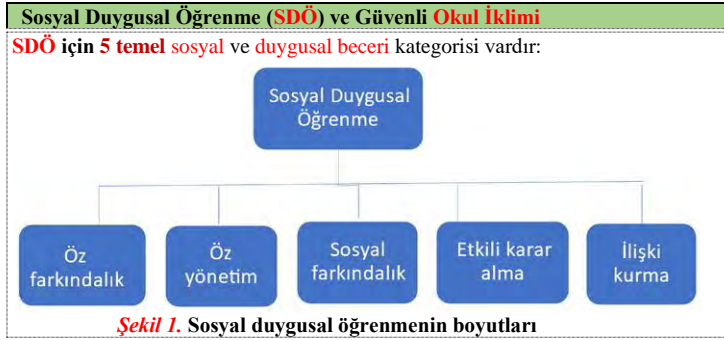 Sosyal Duygusal Öğrenme (SDÖ) ve Güvenli Okul İklimi
SDÖ için 5 temel sosyal ve duygusal beceri kategorisi vardır:
Sosyal Duygusal
Öğrenme
Öz
farkındalık
Öz
yönetim
Sosyal
farkındalık
Etkili karar
alma
İlişki
kurma
Şekil 1. Sosyal duygusal öğrenmenin boyutları